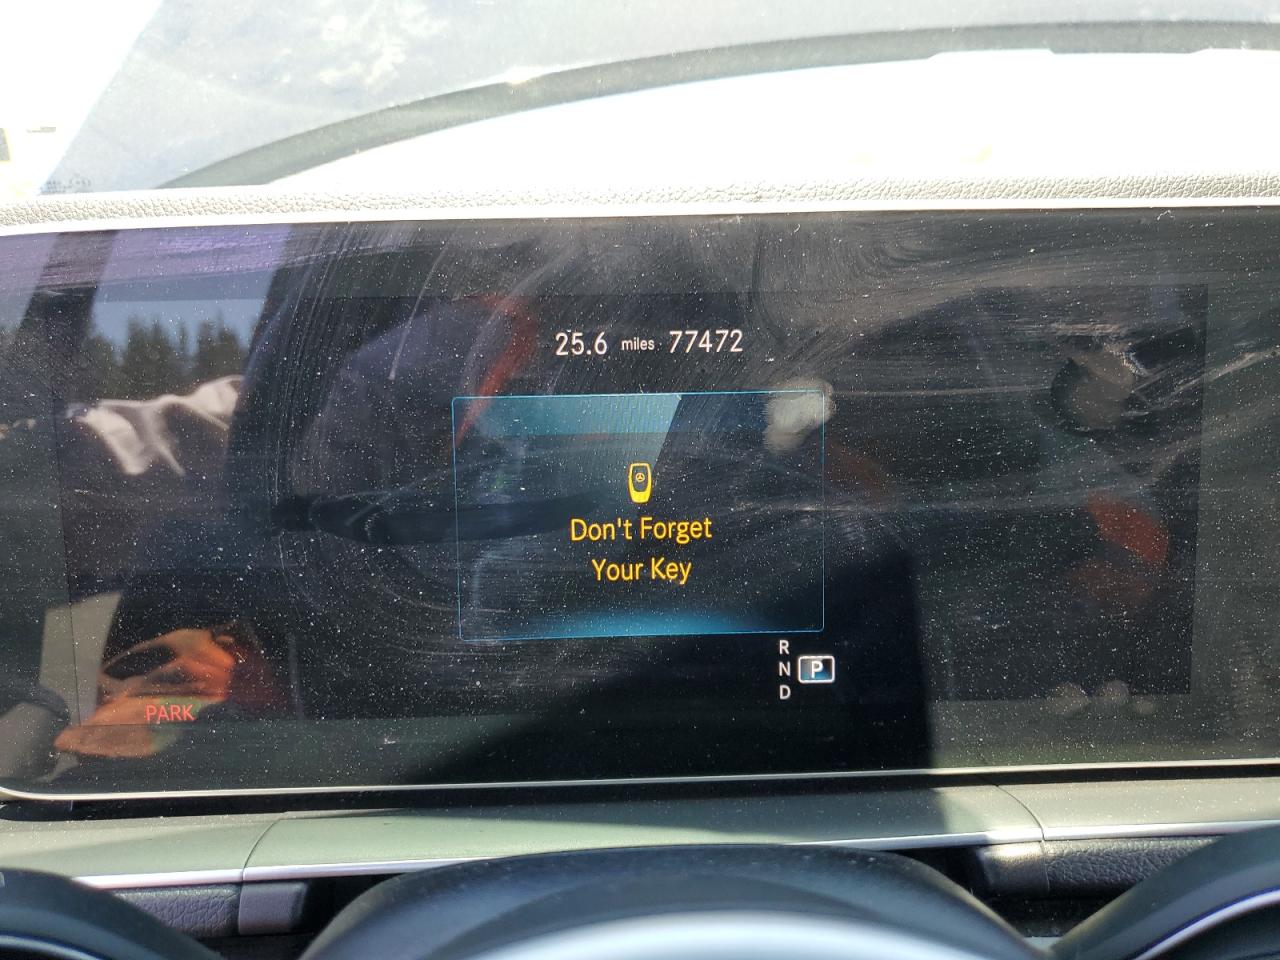 25.6 miles 77472
Don't Forget
Your Key
R
N P
D
PARK